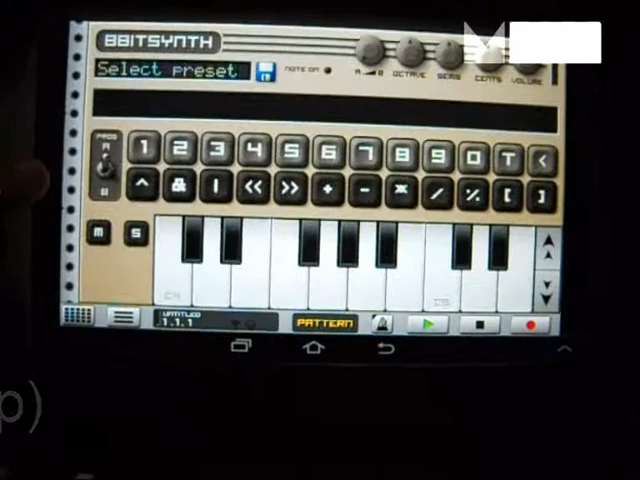 8BITSYNTH
Select preset
NOTE ON
A B OCTAVE SEMIS CENTS VOLUME
PROG
A
B
1 2 3 4 5 6 7 8 9 0 T <
^ & | << >> + - * / % [ ]
M S
C4 C5
UNTITLED
1.1.1
PATTERN
p)